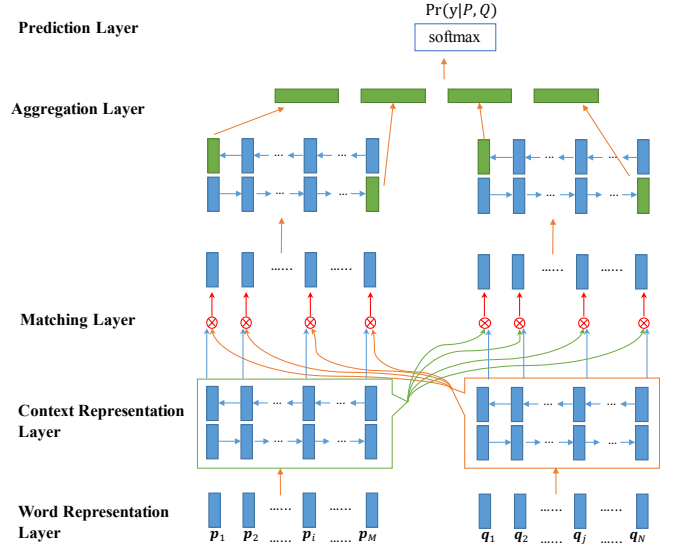 Pr(y|P, Q)
Prediction Layer
softmax
Aggregation Layer
... ... ... ...
... ... ... ...
...... ...... ...... ......
Matching Layer
Context Representation
Layer
... ... ... ...
... ... ... ...
Word Representation
Layer
...... ...... ...... ......
p1 p2 ...... pi ...... pM q1 q2 ...... qj ...... qN